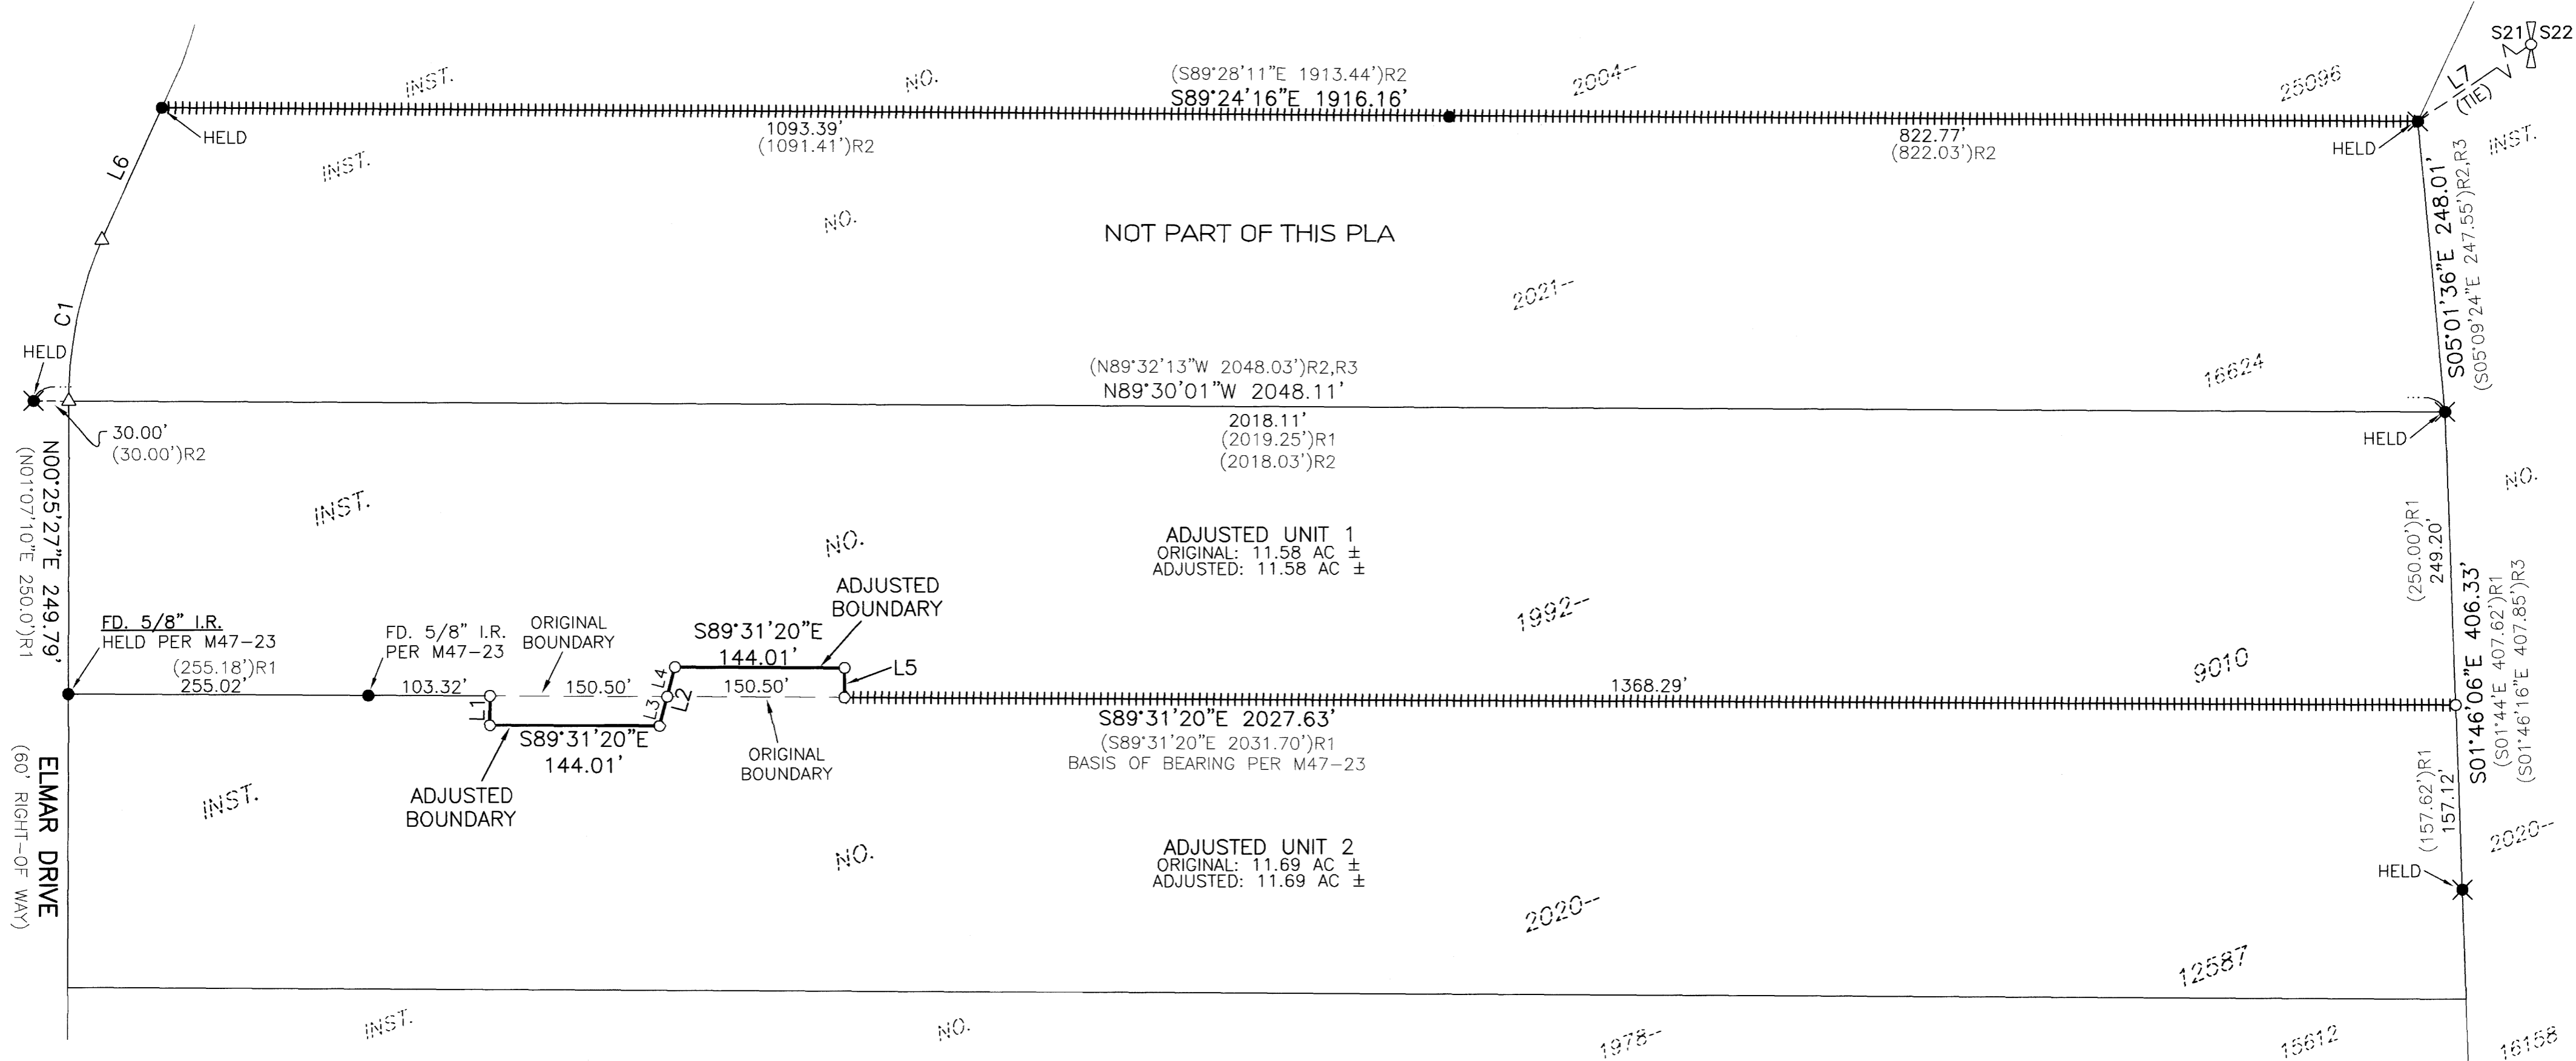 S21 S22
L7
(TIE)
INST. NO. 2004-- 25096
(S89°28'11"E 1913.44')R2
S89°24'16"E 1916.16'
HELD
1093.39'
(1091.41')R2
822.77'
(822.03')R2
HELD
INST.
L6
INST. NO. 2021-- 16624
NOT PART OF THIS PLA
S05°01'36"E 248.01'
(S05°09'24"E 247.55')R2,R3
C1
HELD
(N89°32'13"W 2048.03')R2,R3
N89°30'01"W 2048.11'
2018.11'
(2019.25')R1
(2018.03')R2
30.00'
(30.00')R2
HELD
N00°25'27"E 249.79'
(N01°07'10"E 250.0')R1
INST. NO. 1992-- 9010
NO.
ADJUSTED UNIT 1
ORIGINAL: 11.58 AC ±
ADJUSTED: 11.58 AC ±
(250.00')R1
249.20'
S01°46'06"E 406.33'
(S01°44'E 407.62')R1
(S01°46'16"E 407.85')R3
ADJUSTED
BOUNDARY
FD. 5/8" I.R.
HELD PER M47-23
FD. 5/8" I.R.
PER M47-23
ORIGINAL
BOUNDARY
S89°31'20"E
144.01'
L5
(255.18')R1
255.02'
103.32'
150.50'
L4
L2
150.50'
1368.29'
L1
L3
S89°31'20"E
144.01'
S89°31'20"E 2027.63'
(S89°31'20"E 2031.70')R1
BASIS OF BEARING PER M47-23
ORIGINAL
BOUNDARY
ADJUSTED
BOUNDARY
ELMAR DRIVE
(60' RIGHT-OF WAY)
(157.62')R1
157.12'
INST. NO. 2020-- 12587
ADJUSTED UNIT 2
ORIGINAL: 11.69 AC ±
ADJUSTED: 11.69 AC ±
2020--
HELD
INST. NO. 1978-- 15612
16158